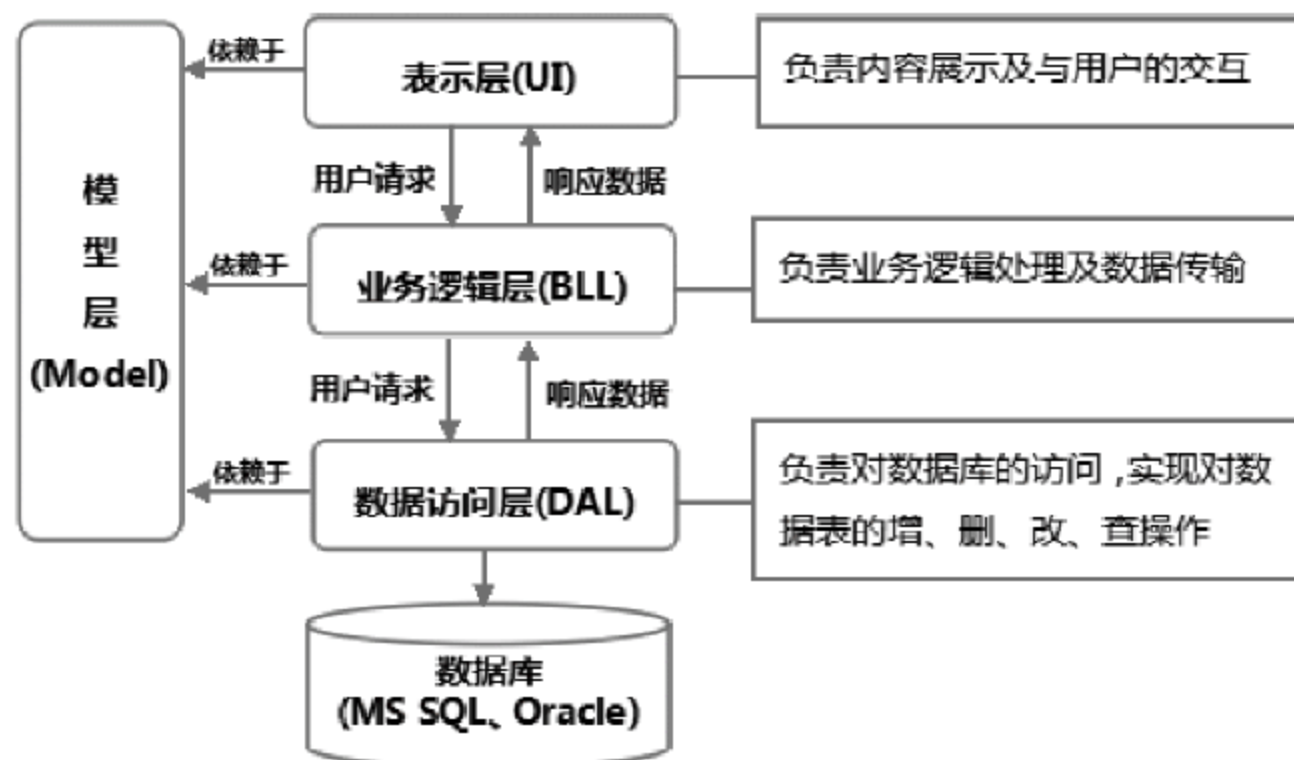 依赖于
表示层(UI)
负责内容展示及与用户的交互
用户请求
响应数据
模
型
层
(Model)
依赖于
业务逻辑层(BLL)
负责业务逻辑处理及数据传输
用户请求
响应数据
依赖于
数据访问层(DAL)
负责对数据库的访问,实现对数
据表的增、删、改、查操作
数据库
(MS SQL、Oracle)